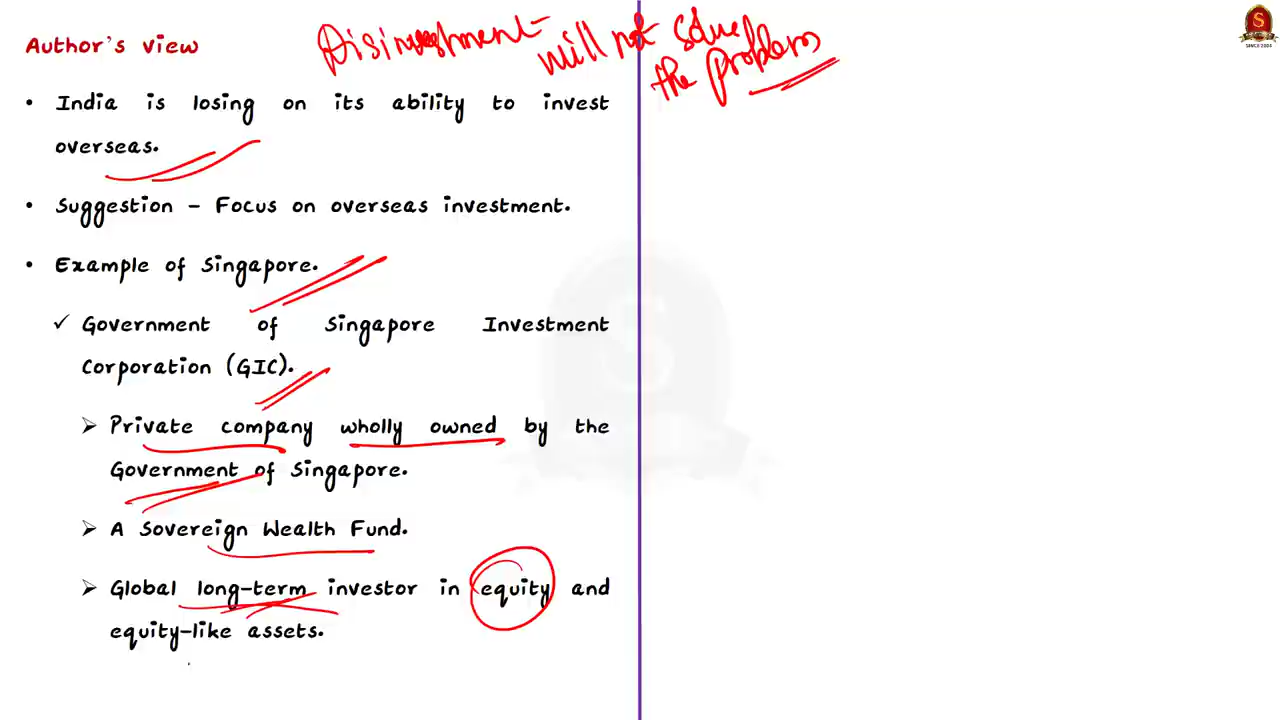 Author's view
Disinvestment-
will not solve
the problem
• India is losing on its ability to invest
overseas.
• Suggestion - Focus on overseas investment.
• Example of Singapore.
✓ Government of Singapore Investment
Corporation (GIC).
➢ Private company wholly owned by the
Government of Singapore.
➢ A Sovereign Wealth Fund.
➢ Global long-term investor in equity and
equity-like assets.
S
SINCE 2004